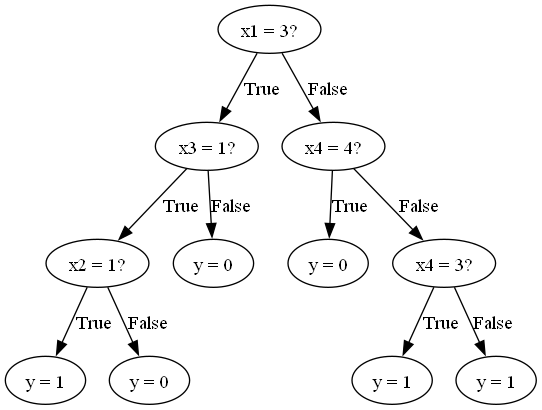 x1 = 3?
True
False
x3 = 1?
x4 = 4?
True
False
True
False
x2 = 1?
y = 0
y = 0
x4 = 3?
True
False
True
False
y = 1
y = 0
y = 1
y = 1